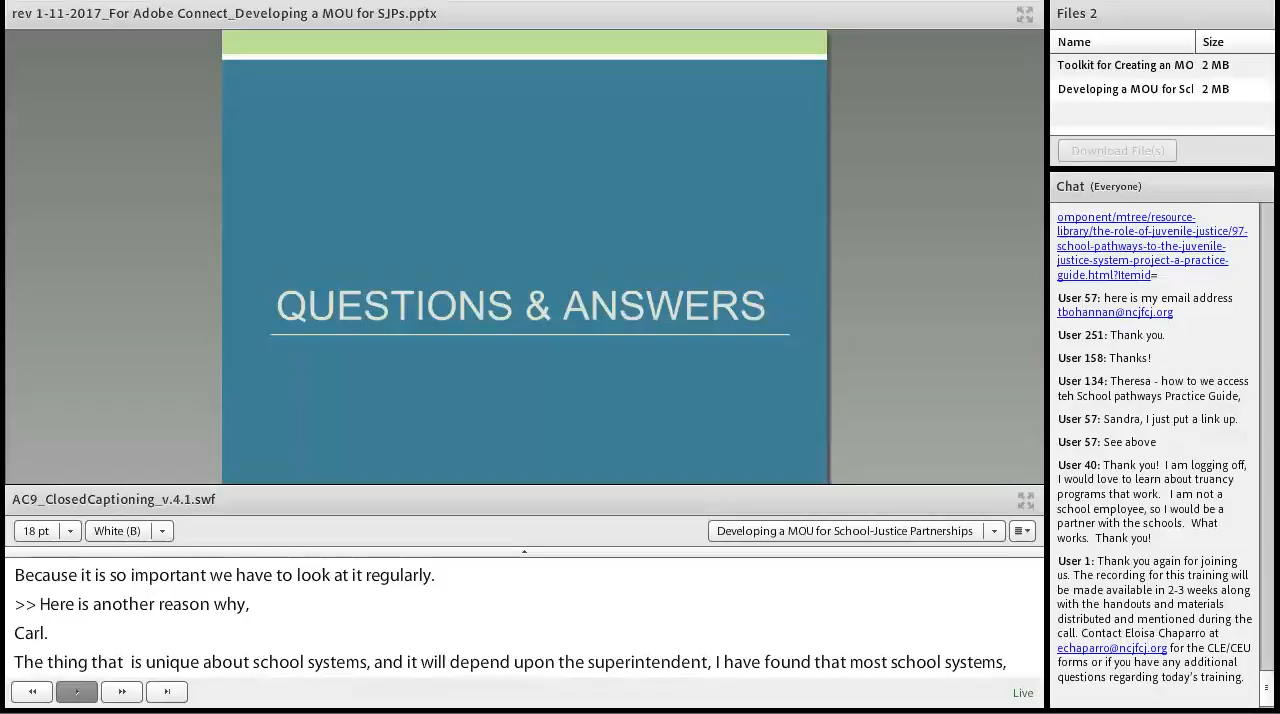 rev 1-11-2017_For Adobe Connect_Developing a MOU for SJPs.pptx
QUESTIONS & ANSWERS
AC9_ClosedCaptioning_v.4.1.swf
18 pt
White (B)
Developing a MOU for School-Justice Partnerships
Because it is so important we have to look at it regularly.
>> Here is another reason why,
Carl.
The thing that  is unique about school systems, and it will depend upon the superintendent, I have found that most school systems,
Live
Files 2
Name Size
Toolkit for Creating an MO 2 MB
Developing a MOU for Scl 2 MB
Download File(s)
Chat (Everyone)
omponent/mtree/resource-
library/the-role-of-juvenile-justice/97-
school-pathways-to-the-juvenile-
justice-system-project-a-practice-
guide.html?Itemid=
User 57: here is my email address
tbohannan@ncjfcj.org
User 251: Thank you.
User 158: Thanks!
User 134: Theresa - how to we access
teh School pathways Practice Guide,
User 57: Sandra, I just put a link up.
User 57: See above
User 40: Thank you!  I am logging off,
I would love to learn about truancy
programs that work.  I am not a
school employee, so I would be a
partner with the schools.  What
works.  Thank you!
User 1: Thank you again for joining
us. The recording for this training will
be made available in 2-3 weeks along
with the handouts and materials
distributed and mentioned during the
call. Contact Eloisa Chaparro at
echaparro@ncjfcj.org for the CLE/CEU
forms or if you have any additional
questions regarding today's training.